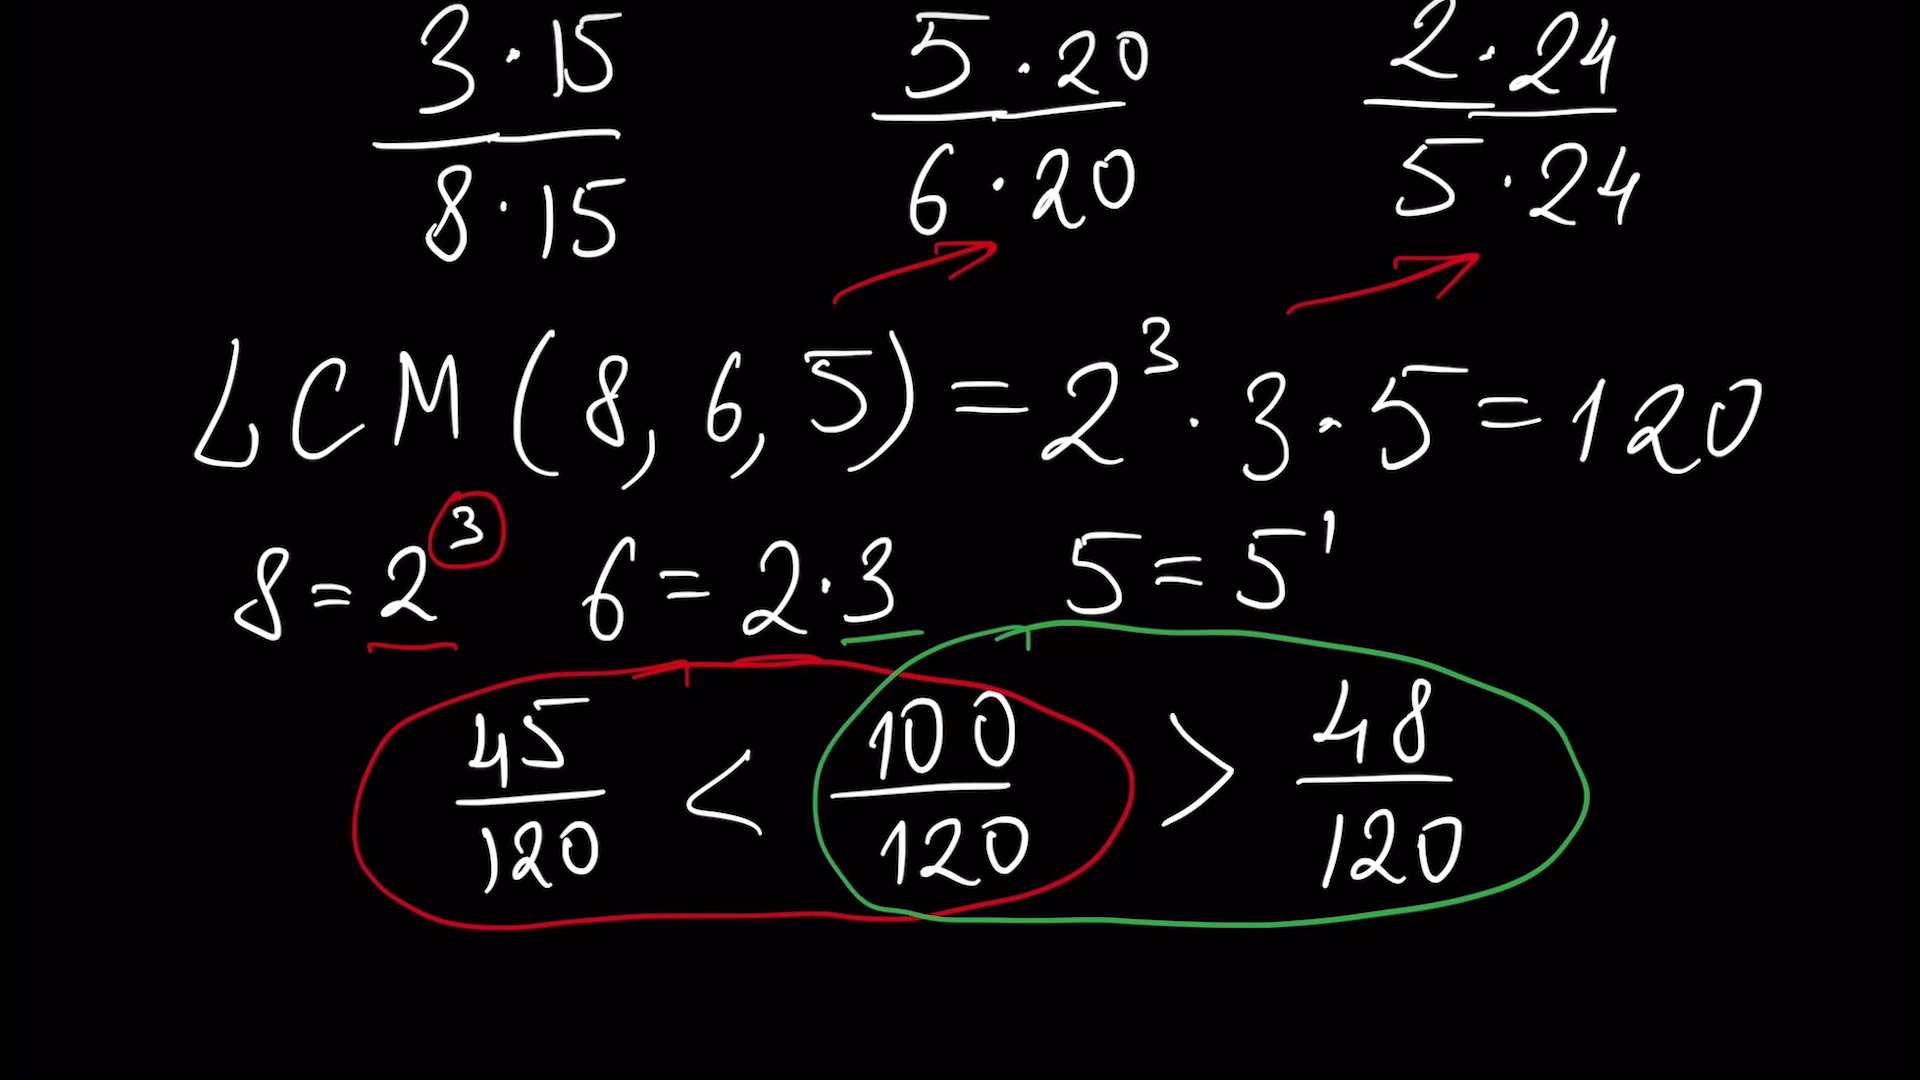 3·15 5·20 2·24
8·15 6·20 5·24
LCM(8, 6, 5) = 2³·3·5 = 120
8 = 2³ 6 = 2·3 5 = 5¹
45 100 48
< >
120 120 120